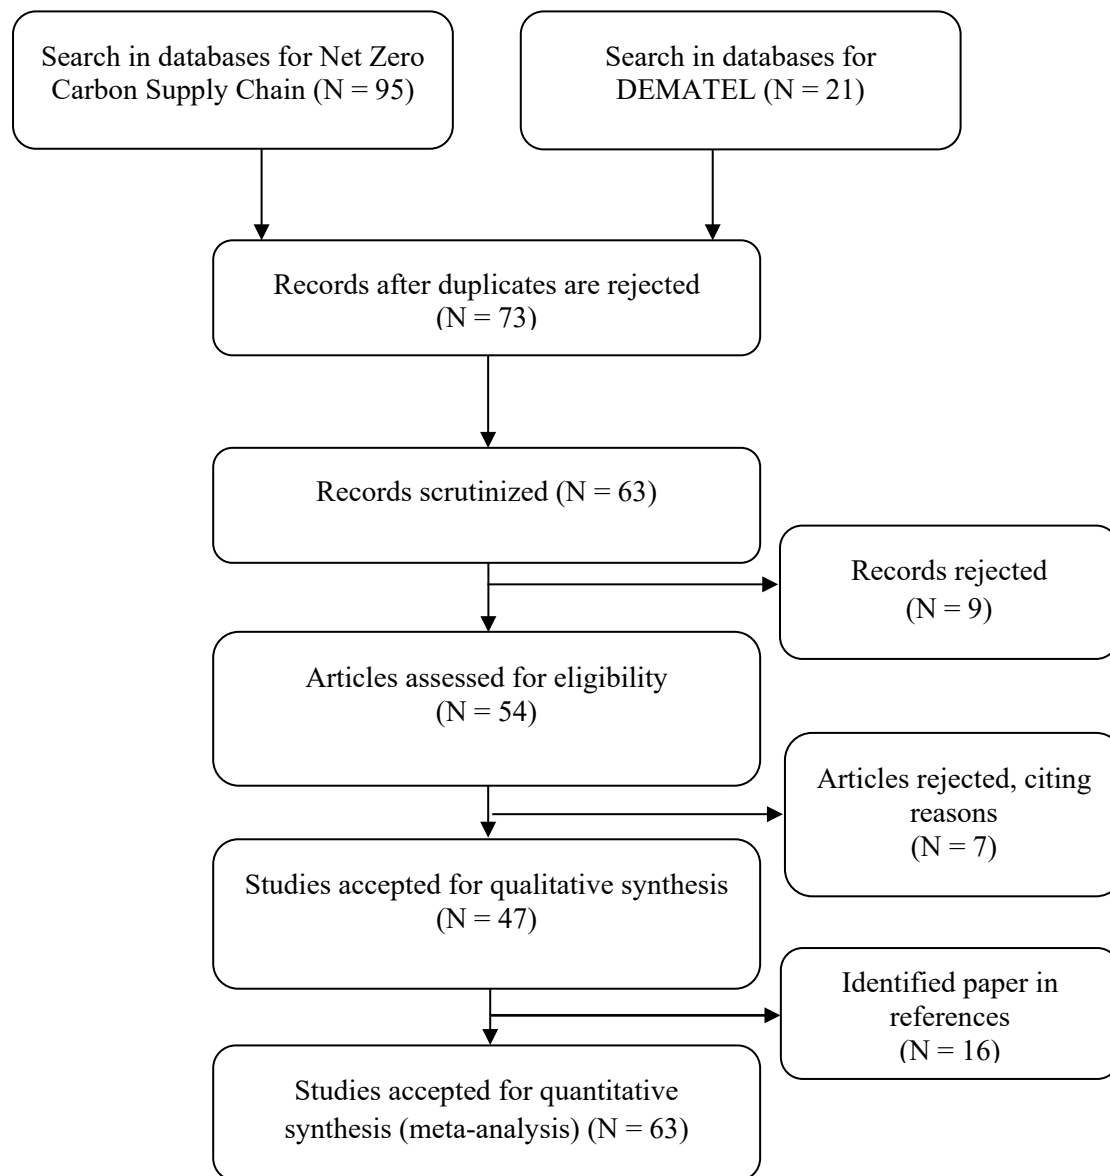 Search in databases for Net Zero
Carbon Supply Chain (N = 95)
Search in databases for
DEMATEL (N = 21)
Records after duplicates are rejected
(N = 73)
Records scrutinized (N = 63)
Records rejected
(N = 9)
Articles assessed for eligibility
(N = 54)
Articles rejected, citing
reasons
(N = 7)
Studies accepted for qualitative synthesis
(N = 47)
Identified paper in
references
(N = 16)
Studies accepted for quantitative
synthesis (meta-analysis) (N = 63)